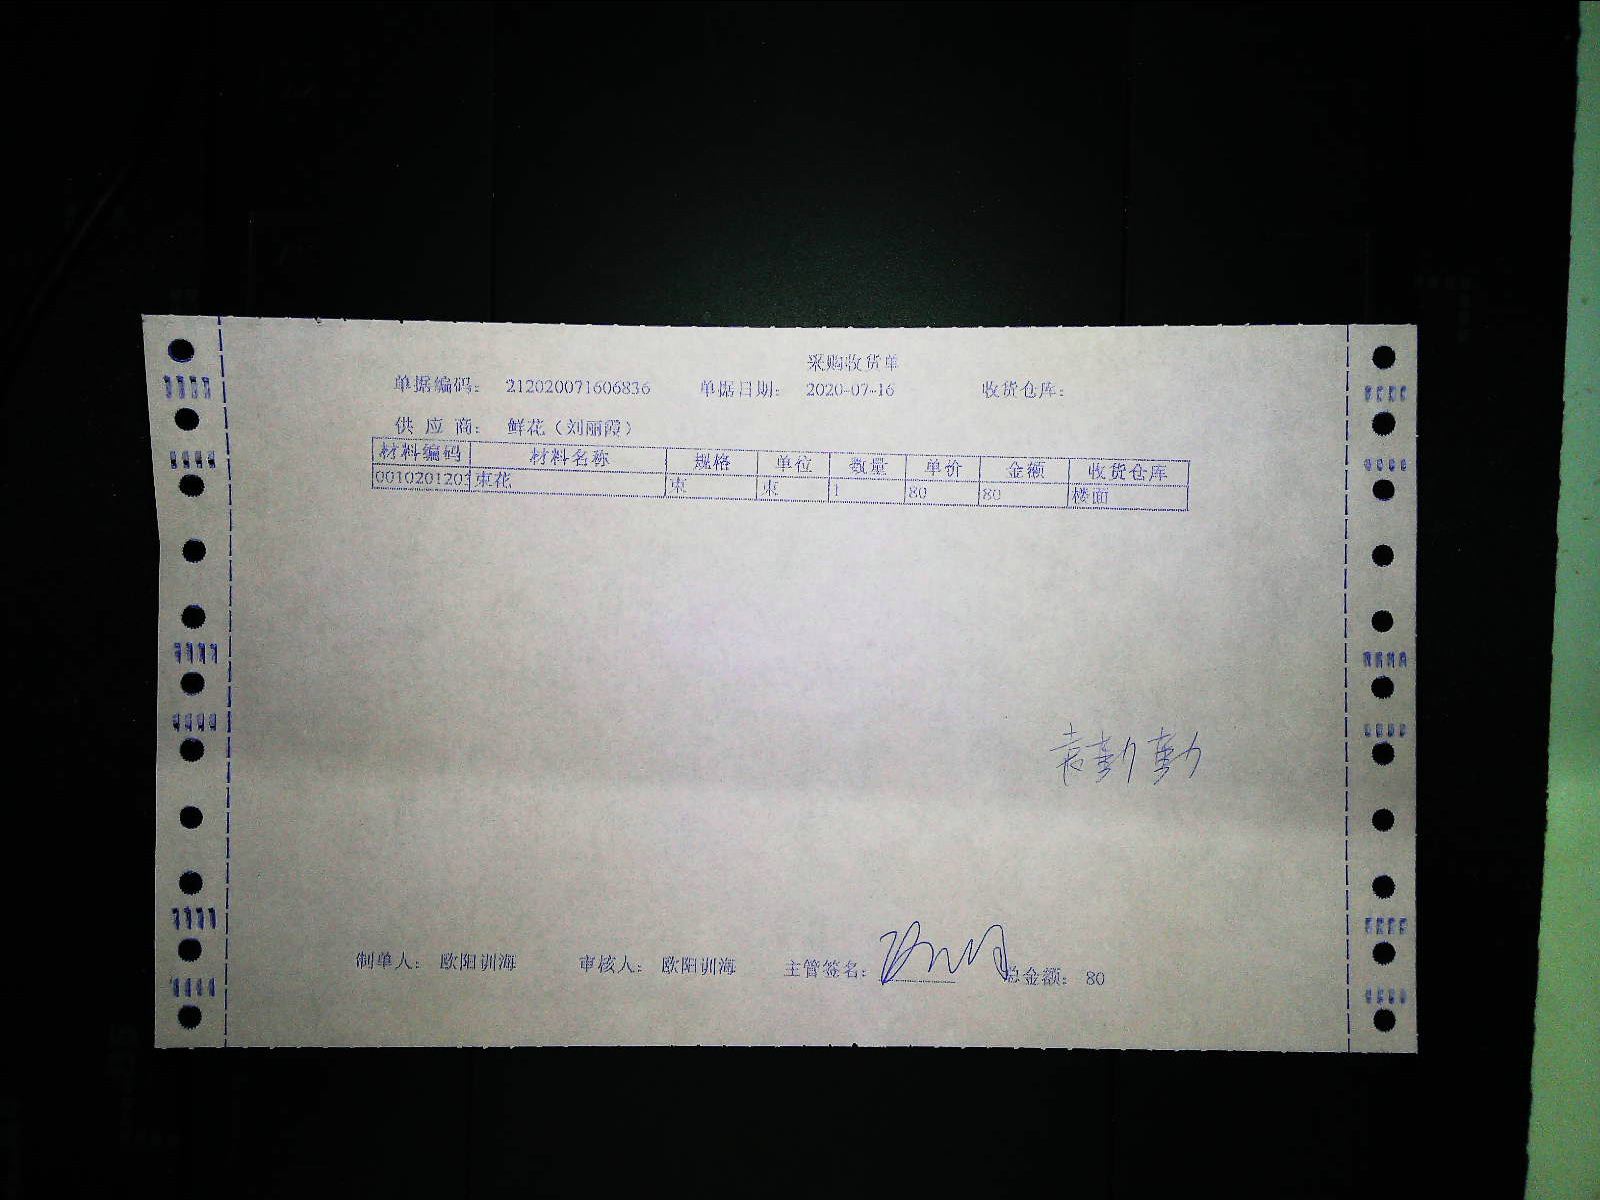 采购收货单
单据编码： 212020071606836 单据日期： 2020-07-16 收货仓库：
供 应 商： 鲜花（刘丽霞）
材料编码 材料名称 规格 单位 数量 单价 金额 收货仓库
0010201203 束花 束 束 1 80 80 楼面
袁勤勤
制单人： 欧阳训海 审核人： 欧阳训海 主管签名： 总金额： 80